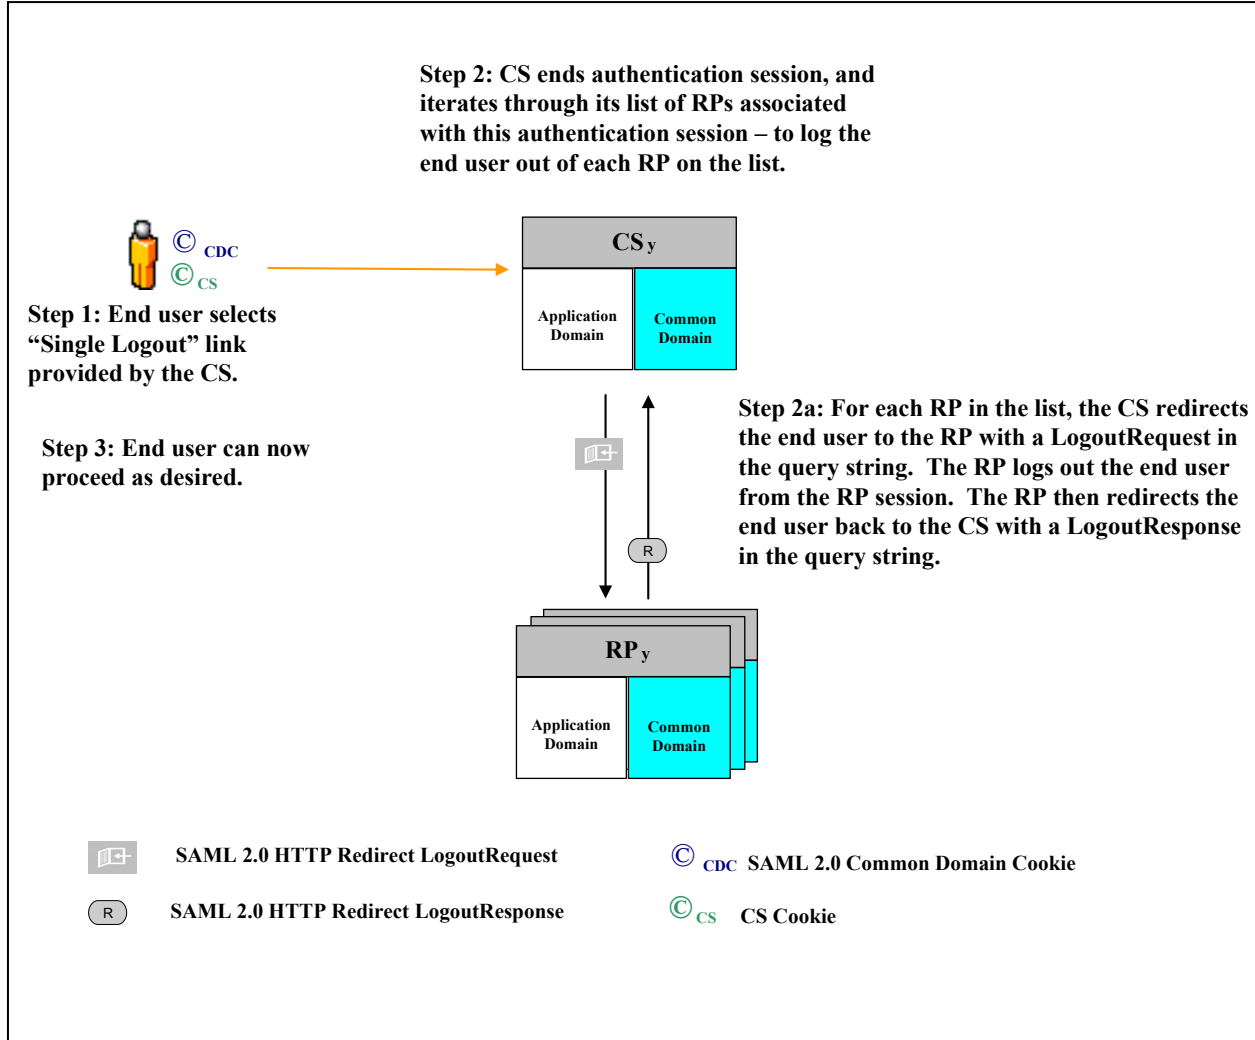 Step 2: CS ends authentication session, and
iterates through its list of RPs associated
with this authentication session – to log the
end user out of each RP on the list.
© CDC
© CS
CS y
Application
Domain
Common
Domain
Step 1: End user selects
“Single Logout” link
provided by the CS.
Step 3: End user can now
proceed as desired.
Step 2a: For each RP in the list, the CS redirects
the end user to the RP with a LogoutRequest in
the query string.  The RP logs out the end user
from the RP session.  The RP then redirects the
end user back to the CS with a LogoutResponse
in the query string.
R
RP y
Application
Domain
Common
Domain
SAML 2.0 HTTP Redirect LogoutRequest
© CDC SAML 2.0 Common Domain Cookie
R SAML 2.0 HTTP Redirect LogoutResponse
© CS CS Cookie